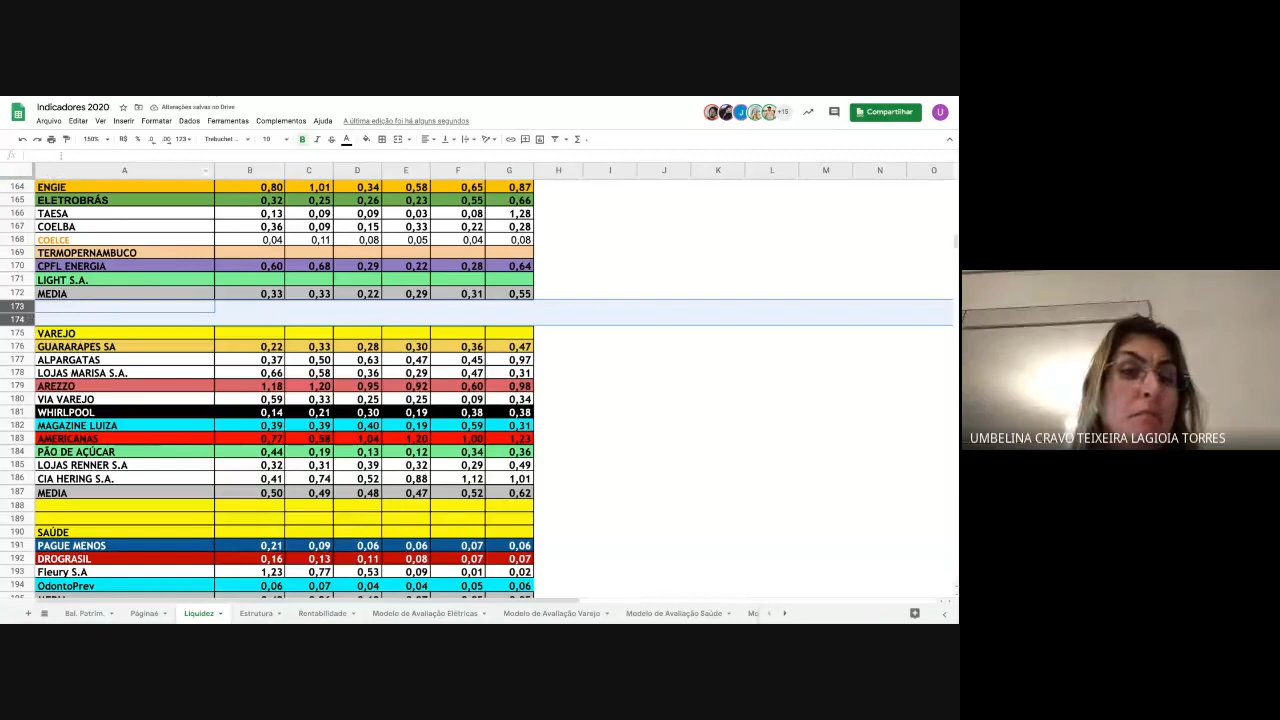 Indicadores 2020 Alterações salvas no Drive
Arquivo Editar Ver Inserir Formatar Dados Ferramentas Complementos Ajuda A última edição foi há alguns segundos
+15 Compartilhar U
150% R$ % .0 .00 123 Trebuchet ... 10 B I S A
A B C D E F G H I J K L M N O
164 ENGIE 0,80 1,01 0,34 0,58 0,65 0,87
165 ELETROBRÁS 0,32 0,25 0,26 0,23 0,55 0,66
166 TAESA 0,13 0,09 0,09 0,03 0,08 1,28
167 COELBA 0,36 0,09 0,15 0,33 0,22 0,28
168 COELCE 0,04 0,11 0,08 0,05 0,04 0,08
169 TERMOPERNAMBUCO
170 CPFL ENERGIA 0,60 0,68 0,29 0,22 0,28 0,64
171 LIGHT S.A.
172 MEDIA 0,33 0,33 0,22 0,29 0,31 0,55
173
174
175 VAREJO
176 GUARARAPES SA 0,22 0,33 0,28 0,30 0,36 0,47
177 ALPARGATAS 0,37 0,50 0,63 0,47 0,45 0,97
178 LOJAS MARISA S.A. 0,66 0,58 0,36 0,29 0,47 0,31
179 AREZZO 1,18 1,20 0,95 0,92 0,60 0,98
180 VIA VAREJO 0,59 0,33 0,25 0,25 0,09 0,34
181 WHIRLPOOL 0,14 0,21 0,30 0,19 0,38 0,38
182 MAGAZINE LUIZA 0,39 0,39 0,40 0,19 0,59 0,31
183 AMERICANAS 0,77 0,58 1,04 1,20 1,00 1,23
184 PÃO DE AÇÚCAR 0,44 0,19 0,13 0,12 0,34 0,36
185 LOJAS RENNER S.A 0,32 0,31 0,39 0,32 0,29 0,49
186 CIA HERING S.A. 0,41 0,74 0,52 0,88 1,12 1,01
187 MEDIA 0,50 0,49 0,48 0,47 0,52 0,62
188
189
190 SAÚDE
191 PAGUE MENOS 0,21 0,09 0,06 0,06 0,07 0,06
192 DROGRASIL 0,16 0,13 0,11 0,08 0,07 0,07
193 Fleury S.A 1,23 0,77 0,53 0,09 0,01 0,02
194 OdontoPrev 0,06 0,07 0,04 0,04 0,05 0,06
Bal. Patrim. Página6 Liquidez Estrutura Rentabilidade Modelo de Avaliação Elétricas Modelo de Avaliação Varejo Modelo de Avaliação Saúde Mo
UMBELINA CRAVO TEIXEIRA LAGIOIA TORRES